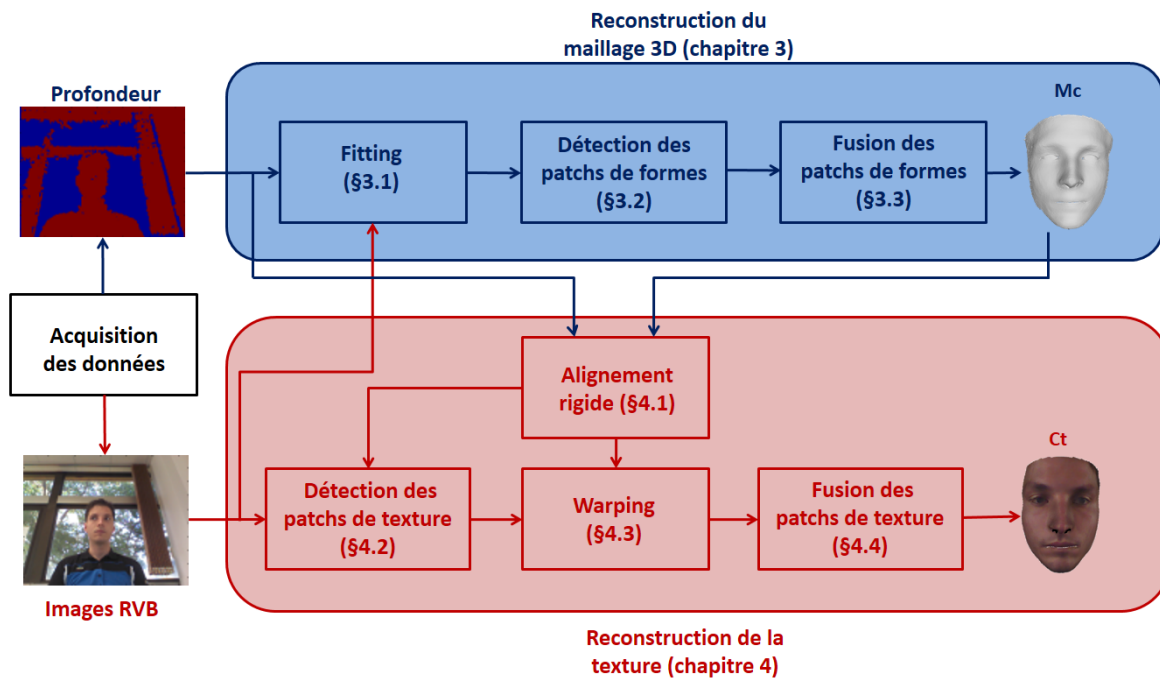 Reconstruction du
maillage 3D (chapitre 3)
Profondeur
Mc
Fitting
(§3.1)
Détection des
patchs de formes
(§3.2)
Fusion des
patchs de formes
(§3.3)
Acquisition
des données
Alignement
rigide (§4.1)
Ct
Détection des
patchs de texture
(§4.2)
Warping
(§4.3)
Fusion des
patchs de texture
(§4.4)
Images RVB
Reconstruction de la
texture (chapitre 4)